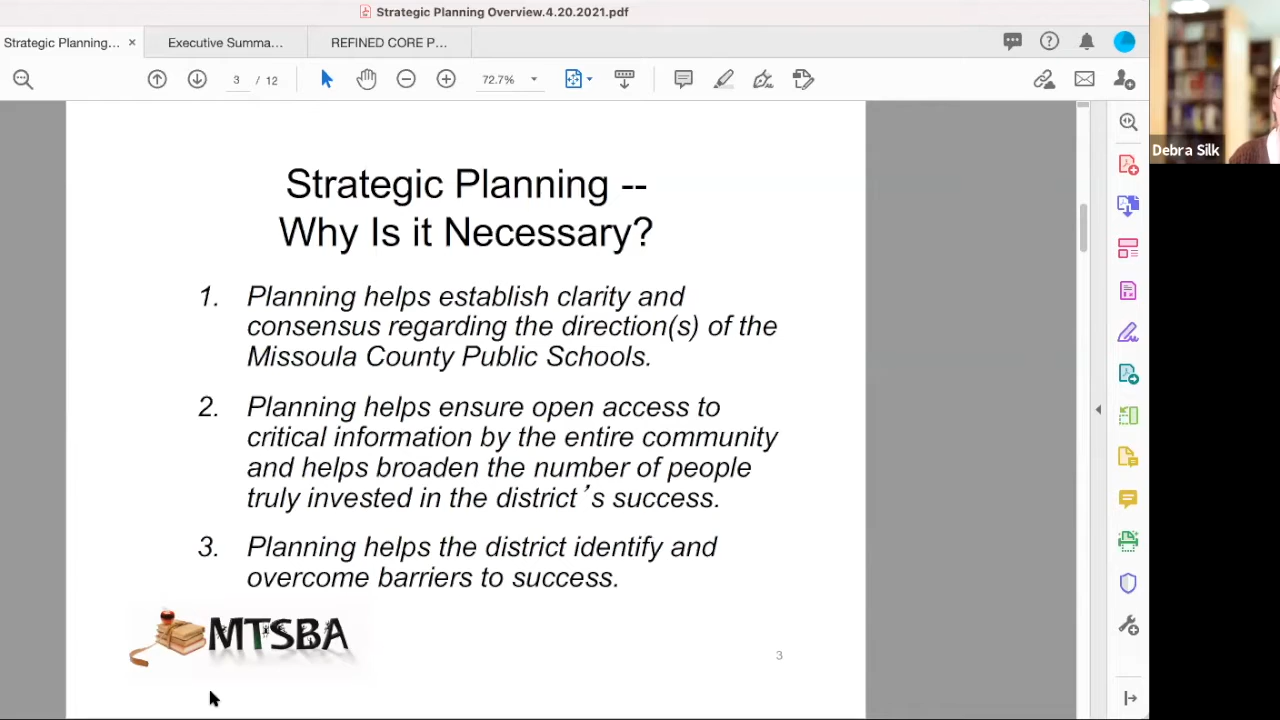 Strategic Planning Overview.4.20.2021.pdf
Strategic Planning... ×
Executive Summa...
REFINED CORE P...
3 / 12
72.7%
Debra Silk
Strategic Planning --
Why Is it Necessary?
1. Planning helps establish clarity and
consensus regarding the direction(s) of the
Missoula County Public Schools.
2. Planning helps ensure open access to
critical information by the entire community
and helps broaden the number of people
truly invested in the district’s success.
3. Planning helps the district identify and
overcome barriers to success.
MTSBA
3